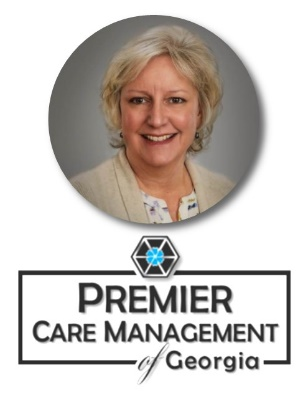 PREMIER
CARE MANAGEMENT
of Georgia